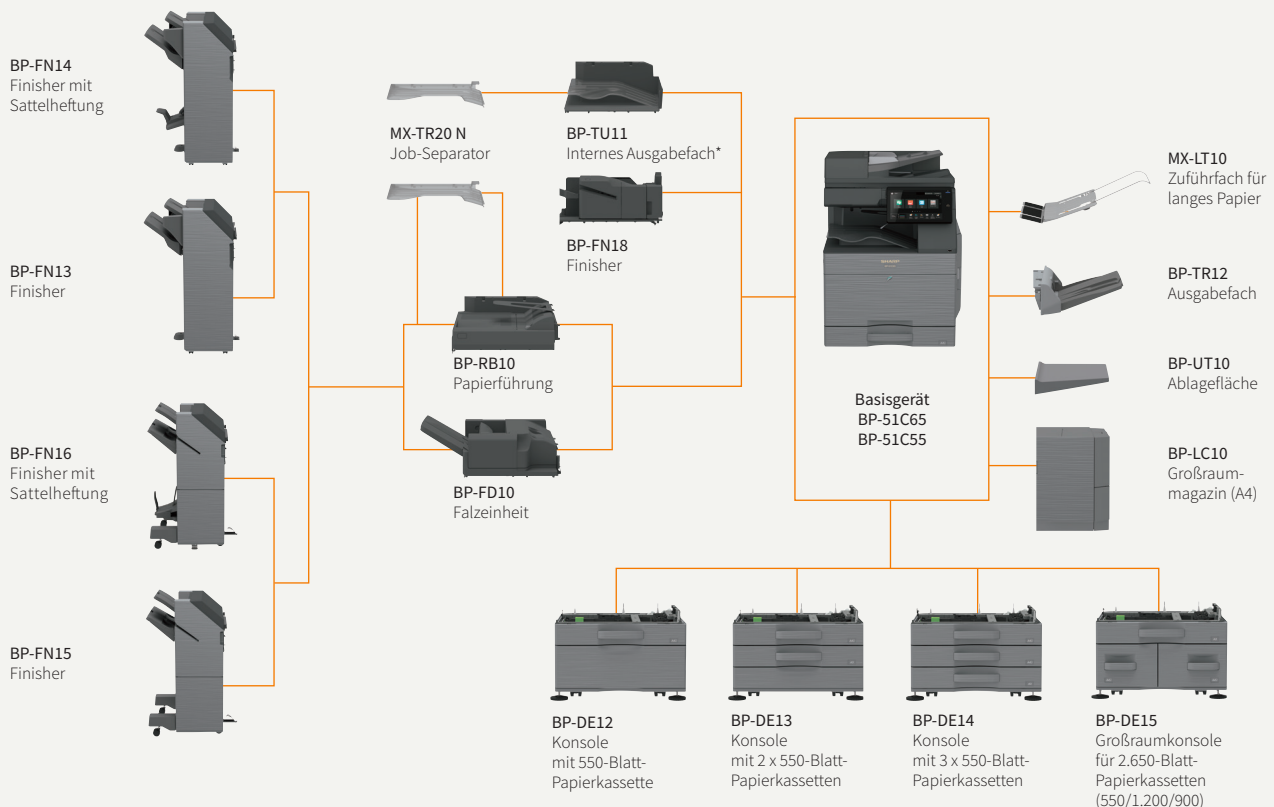 BP-FN14
Finisher mit
Sattelheftung
BP-FN13
Finisher
BP-FN16
Finisher mit
Sattelheftung
BP-FN15
Finisher
MX-TR20 N
Job-Separator
BP-TU11
Internes Ausgabefach*
BP-FN18
Finisher
BP-RB10
Papierführung
BP-FD10
Falzeinheit
SHARP
Basisgerät
BP-51C65
BP-51C55
MX-LT10
Zuführfach für
langes Papier
BP-TR12
Ausgabefach
BP-UT10
Ablagefläche
BP-LC10
Großraum-
magazin (A4)
BP-DE12
Konsole
mit 550-Blatt-
Papierkassette
BP-DE13
Konsole
mit 2 x 550-Blatt-
Papierkassetten
BP-DE14
Konsole
mit 3 x 550-Blatt-
Papierkassetten
BP-DE15
Großraumkonsole
für 2.650-Blatt-
Papierkassetten
(550/1.200/900)